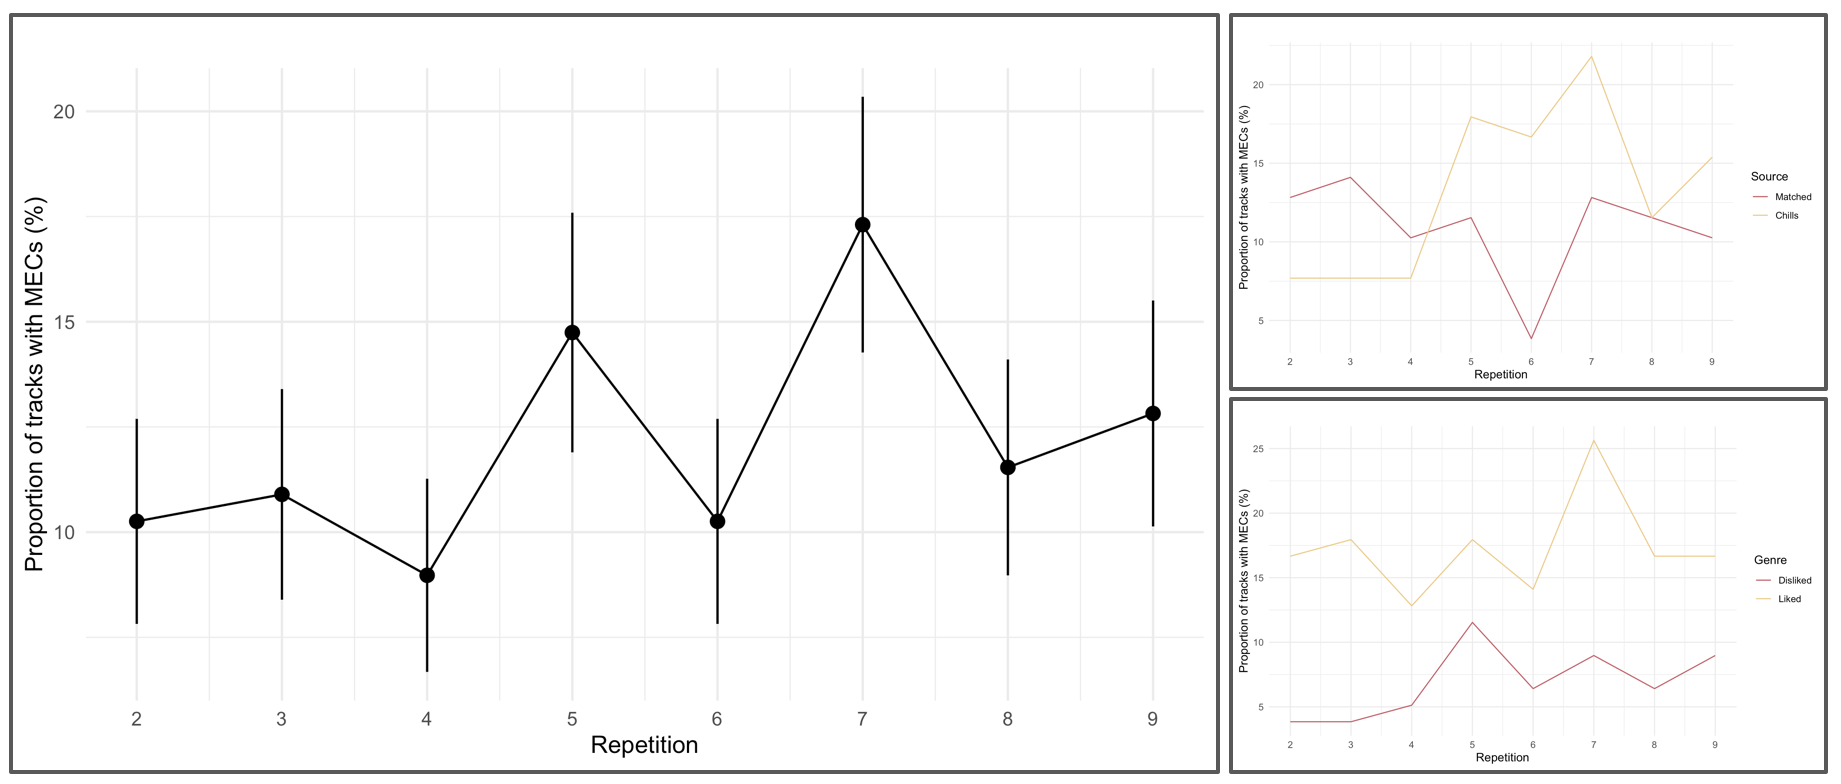 Proportion of tracks with MECs (%)
20
15
10
2 3 4 5 6 7 8 9
Repetition
Proportion of tracks with MECs (%)
20
15
10
5
2 3 4 5 6 7 8 9
Repetition
Source
Matched
Chills
Proportion of tracks with MECs (%)
25
20
15
10
5
2 3 4 5 6 7 8 9
Repetition
Genre
Disliked
Liked